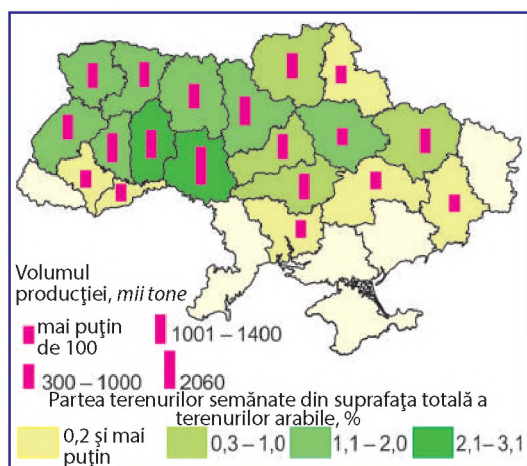 Volumul
producţiei, mii tone
mai puţin
de 100
1001 – 1400
300 – 1000
2060
Partea terenurilor semănate din suprafaţa totală a
terenurilor arabile, %
0,2 şi mai
puţin
0,3 – 1,0
1,1 – 2,0
2,1 – 3,1